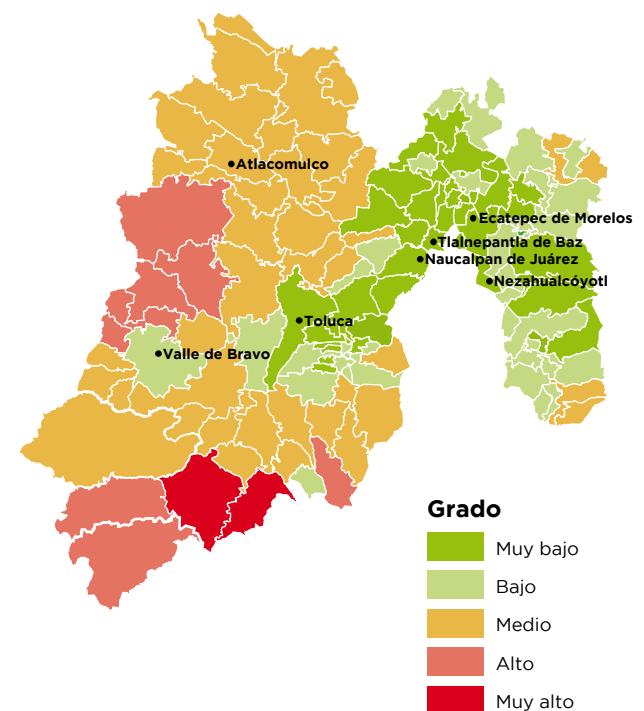 Atlacomulco
Ecatepec de Morelos
Tlalnepantla de Baz
Naucalpan de Juárez
Nezahualcóyotl
Toluca
Valle de Bravo
Grado
Muy bajo
Bajo
Medio
Alto
Muy alto